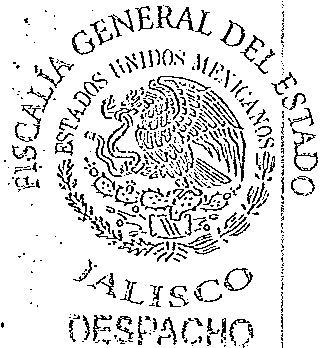 FISCALÍA GENERAL DEL ESTADO
ESTADOS UNIDOS MEXICANOS
JALISCO
DESPACHO